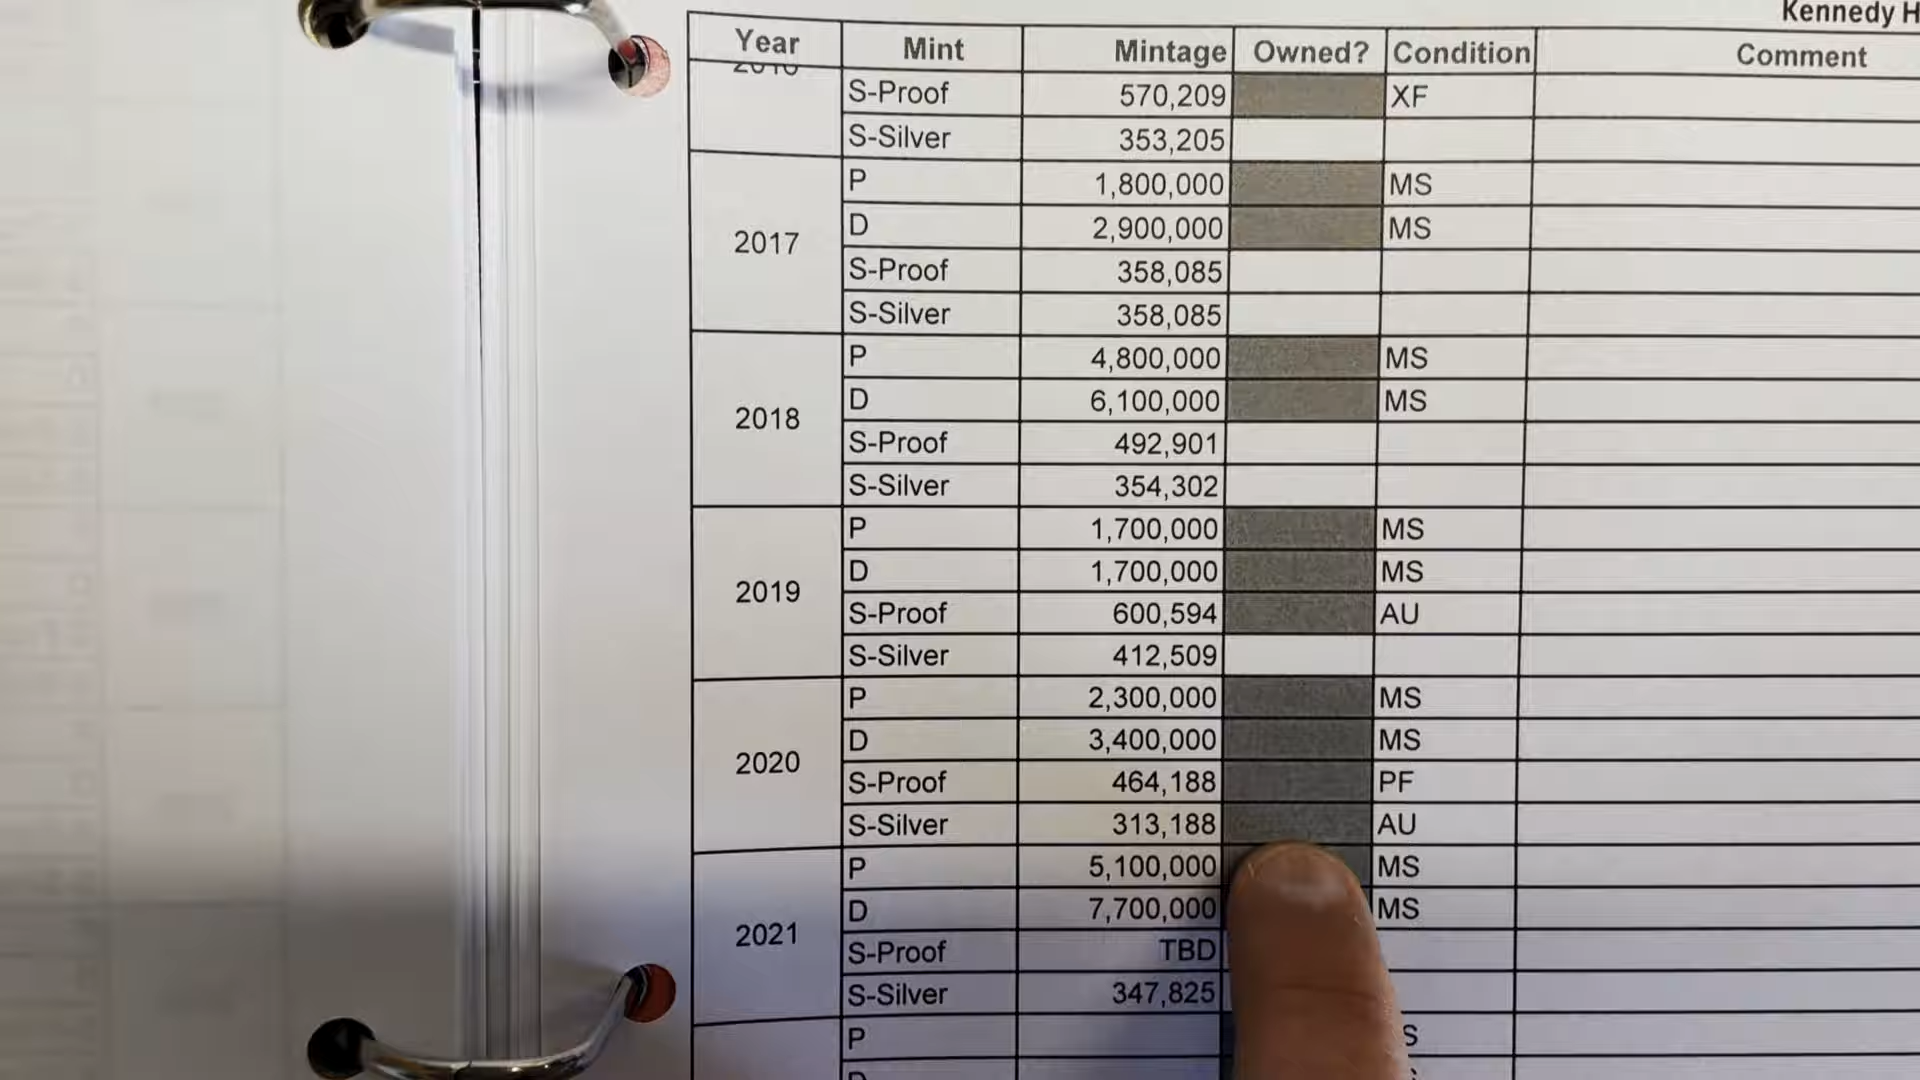 Kennedy H
Year Mint Mintage Owned? Condition Comment
2016
S-Proof 570,209 XF
S-Silver 353,205
2017
P 1,800,000 MS
D 2,900,000 MS
S-Proof 358,085
S-Silver 358,085
2018
P 4,800,000 MS
D 6,100,000 MS
S-Proof 492,901
S-Silver 354,302
2019
P 1,700,000 MS
D 1,700,000 MS
S-Proof 600,594 AU
S-Silver 412,509
2020
P 2,300,000 MS
D 3,400,000 MS
S-Proof 464,188 PF
S-Silver 313,188 AU
2021
P 5,100,000 MS
D 7,700,000 MS
S-Proof TBD
S-Silver 347,825
P S
D